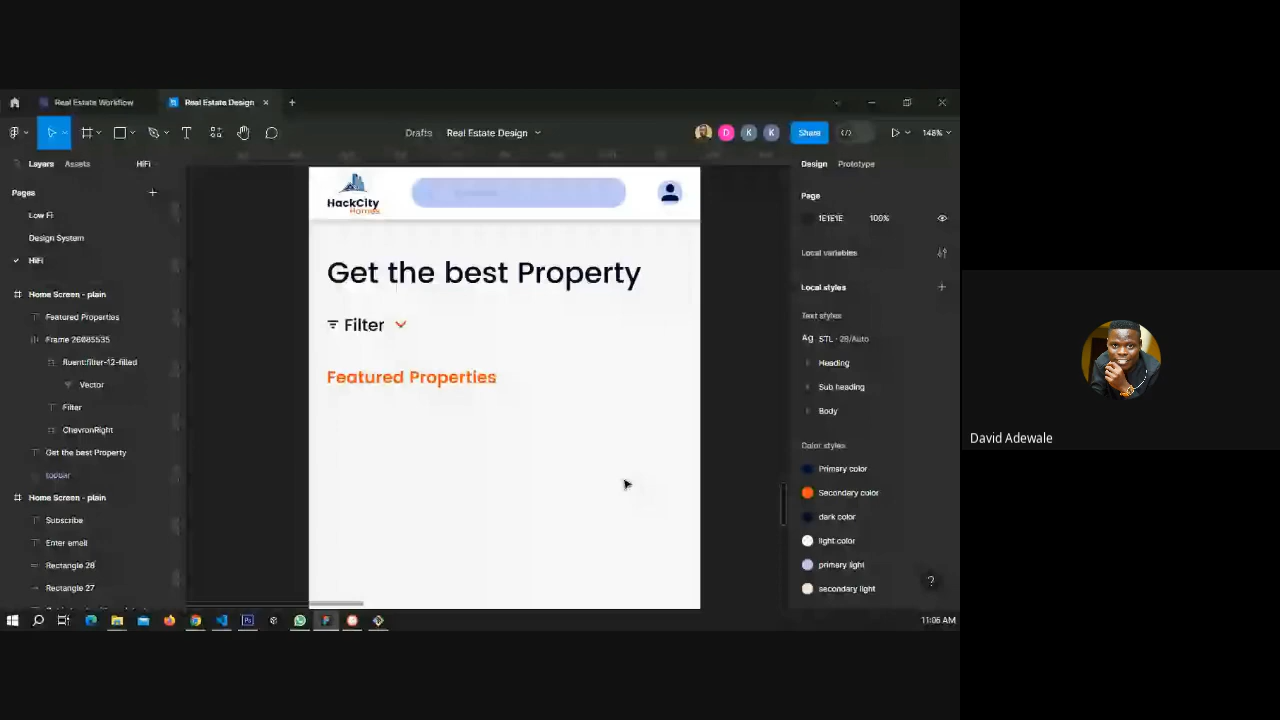 Real Estate Workflow
Real Estate Design
Drafts
Real Estate Design
D
K
K
Share
148%
Layers
Assets
HiFi
Design
Prototype
Pages
Low Fi
Design System
HiFi
Home Screen - plain
Featured Properties
Frame 26085535
fluent:filter-12-filled
Vector
Filter
ChevronRight
Get the best Property
topbar
Home Screen - plain
Subscribe
Enter email
Rectangle 28
Rectangle 27
HackCity
Homes
Get the best Property
Filter
Featured Properties
Page
1E1E1E
100%
Local variables
Local styles
Text styles
Ag
STL · 28/Auto
Heading
Sub heading
Body
Color styles
Primary color
Secondary color
dark color
light color
primary light
secondary light
?
Ps
11:06 AM
David Adewale